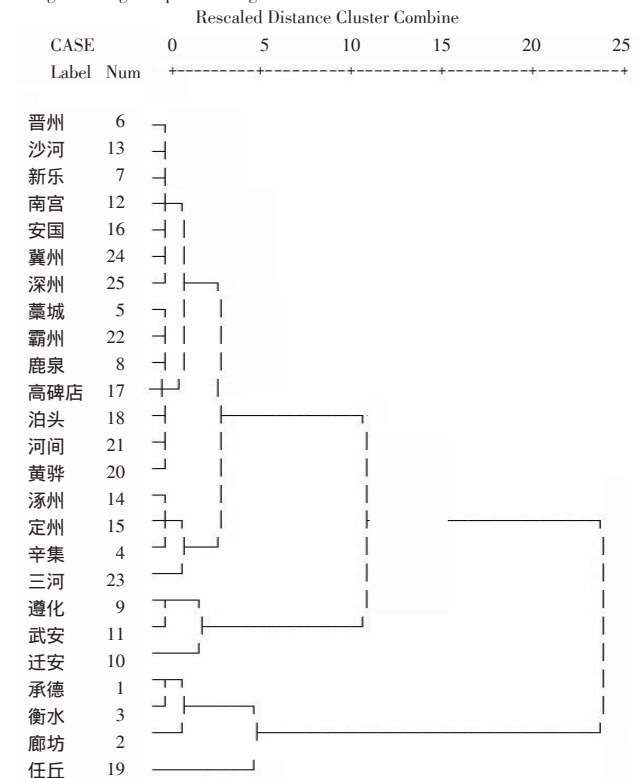 Rescaled Distance Cluster Combine
CASE 0 5 10 15 20 25
Label Num +---------+---------+---------+---------+---------+
晋州 6
沙河 13
新乐 7
南宫 12
安国 16
冀州 24
深州 25
藁城 5
霸州 22
鹿泉 8
高碑店 17
泊头 18
河间 21
黄骅 20
涿州 14
定州 15
辛集 4
三河 23
遵化 9
武安 11
迁安 10
承德 1
衡水 3
廊坊 2
任丘 19